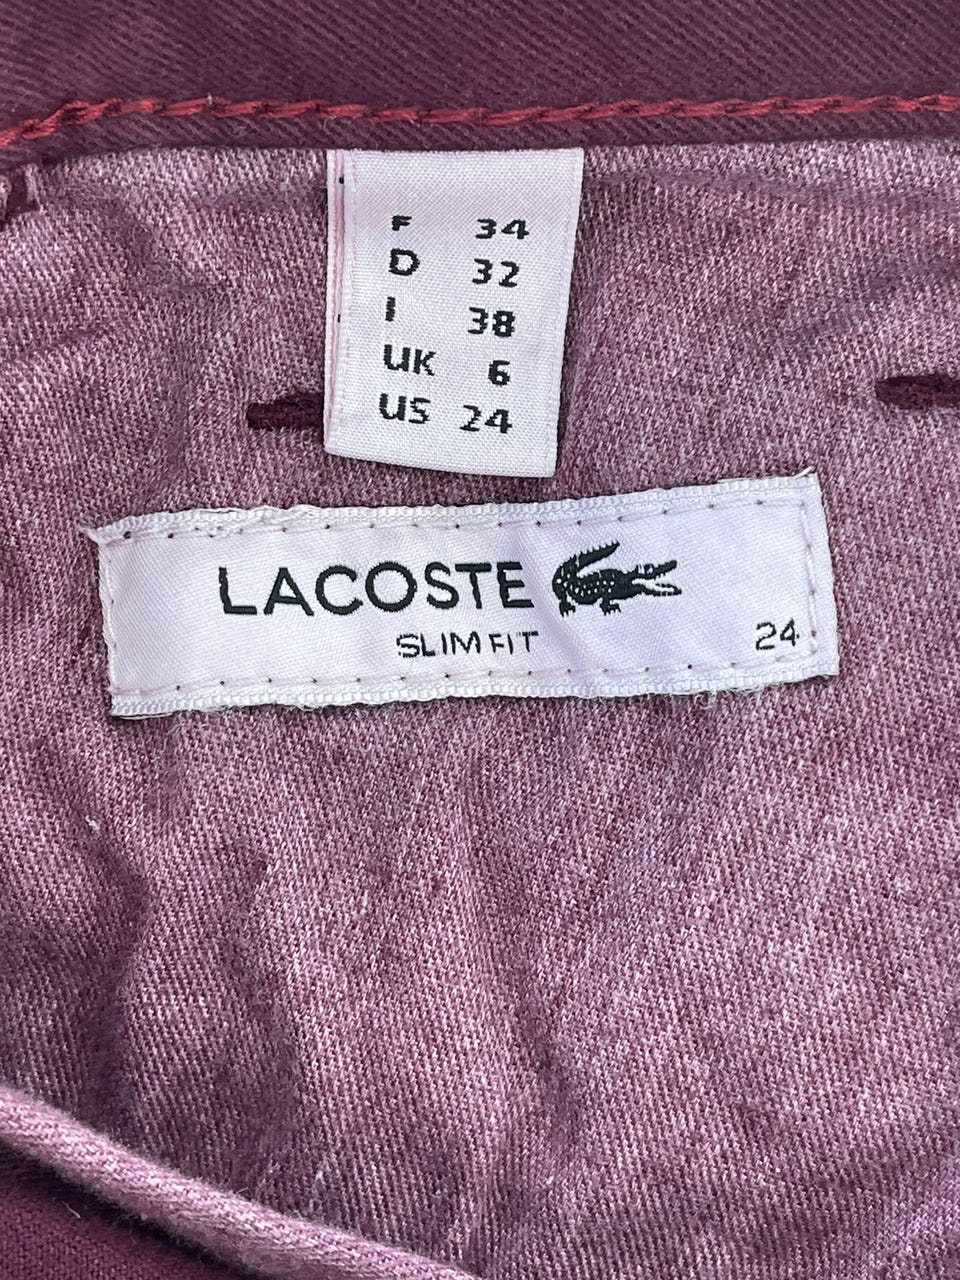 F 34
D 32
I 38
UK 6
US 24
LACOSTE
SLIM FIT
24